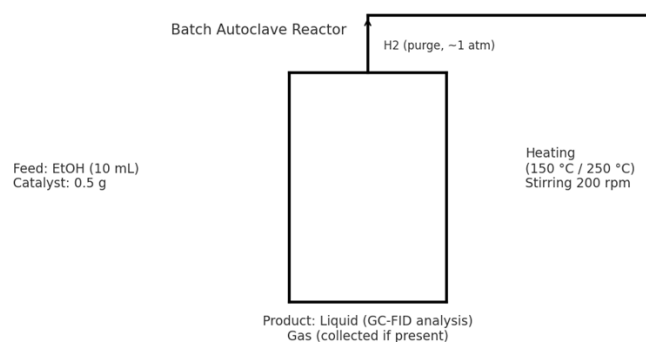 Batch Autoclave Reactor
H2 (purge, ~1 atm)
Feed: EtOH (10 mL)
Catalyst: 0.5 g
Heating
(150 °C / 250 °C)
Stirring 200 rpm
Product: Liquid (GC-FID analysis)
Gas (collected if present)